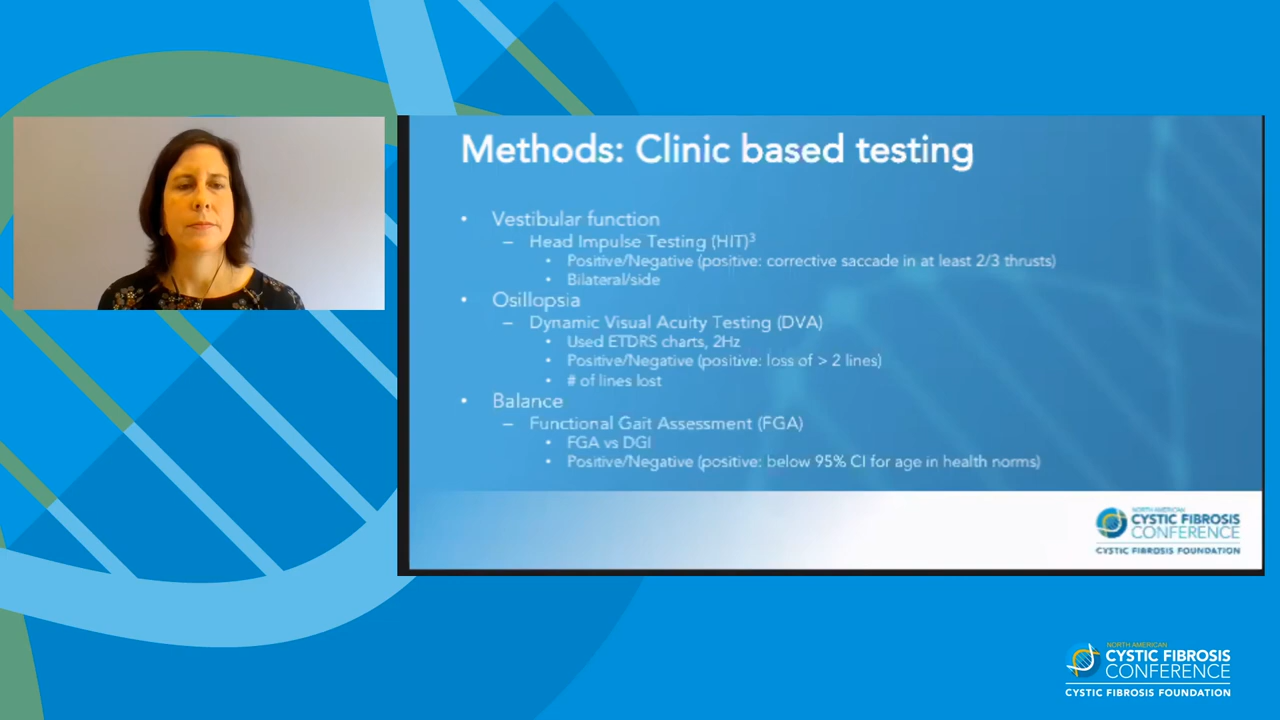 Methods: Clinic based testing
• Vestibular function
– Head Impulse Testing (HIT)³
• Positive/Negative (positive: corrective saccade in at least 2/3 thrusts)
• Bilateral/side
• Osillopsia
– Dynamic Visual Acuity Testing (DVA)
• Used ETDRS charts, 2Hz
• Positive/Negative (positive: loss of > 2 lines)
• # of lines lost
• Balance
– Functional Gait Assessment (FGA)
• FGA vs DGI
• Positive/Negative (positive: below 95% CI for age in health norms)
NORTH AMERICAN
CYSTIC FIBROSIS
CONFERENCE
CYSTIC FIBROSIS FOUNDATION
NORTH AMERICAN
CYSTIC FIBROSIS
CONFERENCE
CYSTIC FIBROSIS FOUNDATION